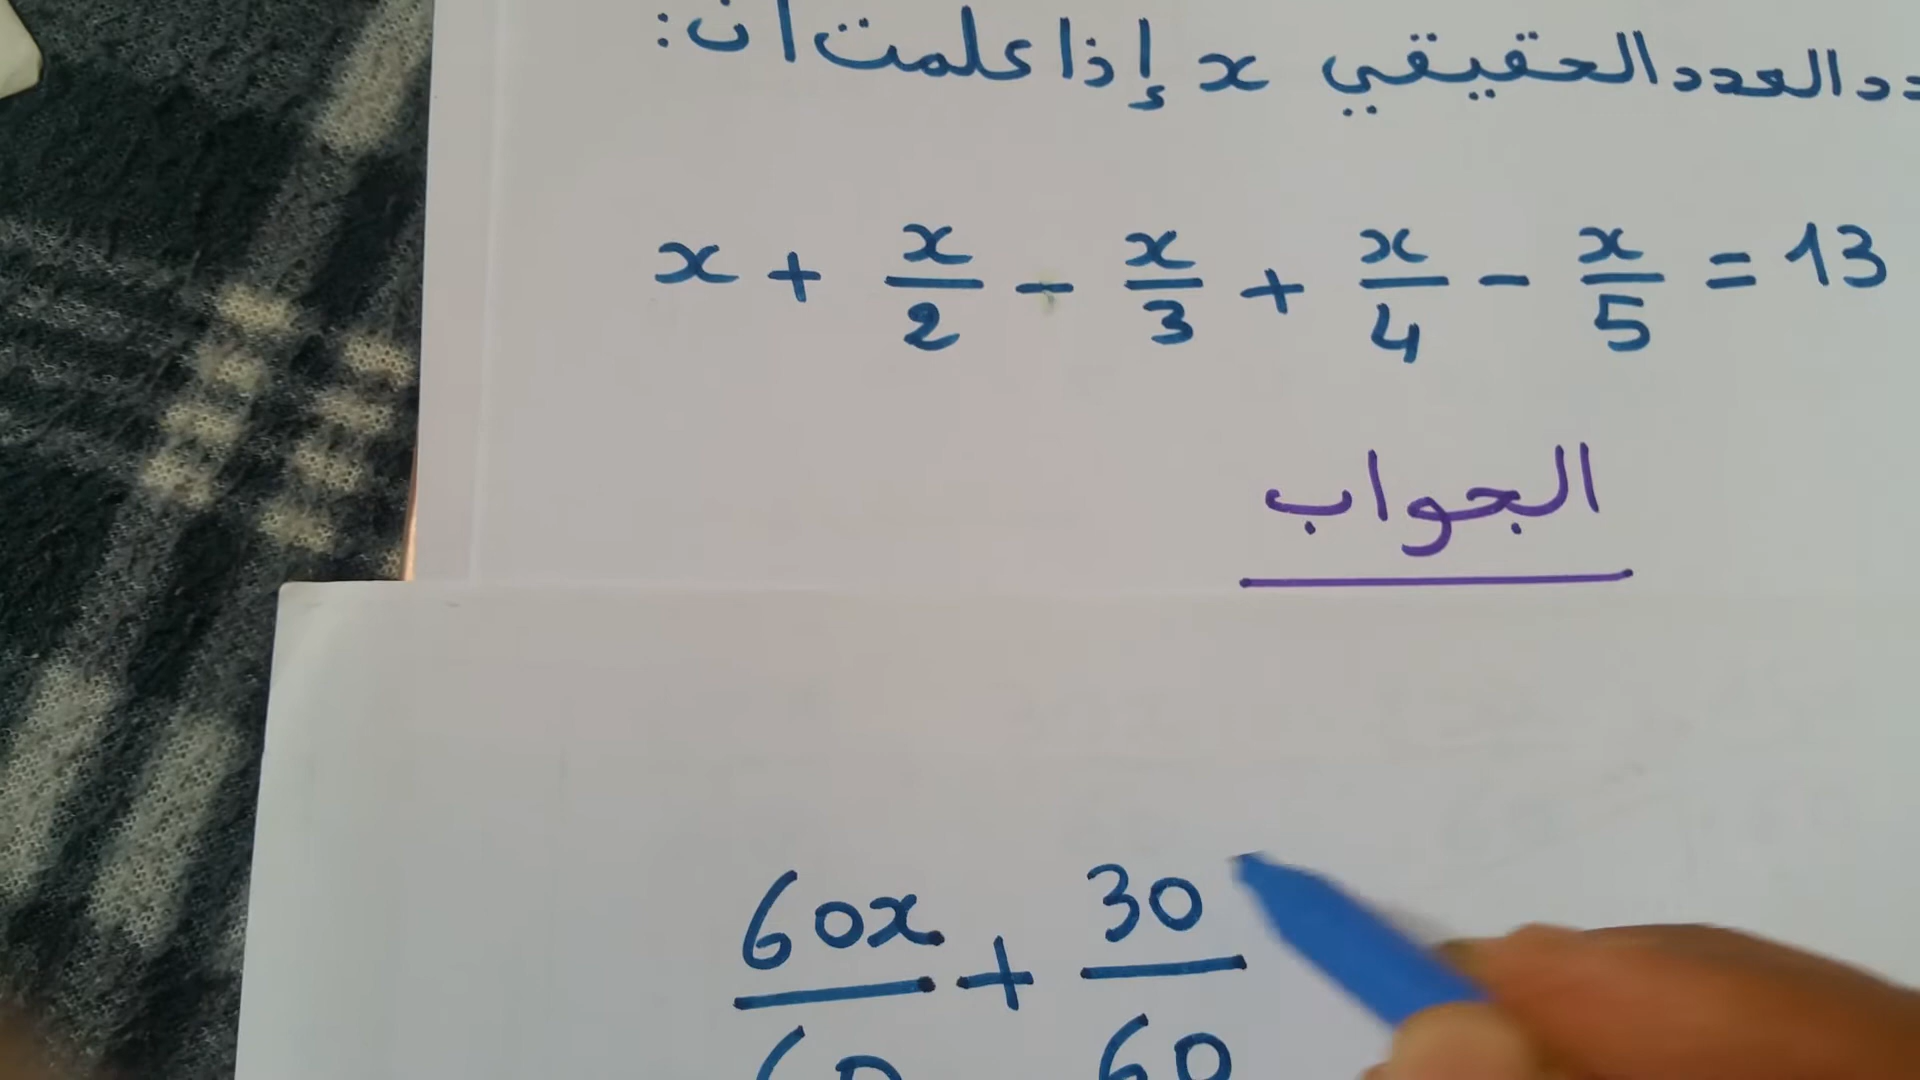 العدد الحقيقي x إذا علمت أن:
x + x/2 - x/3 + x/4 - x/5 = 13
الجواب
60x/60 + 30/60